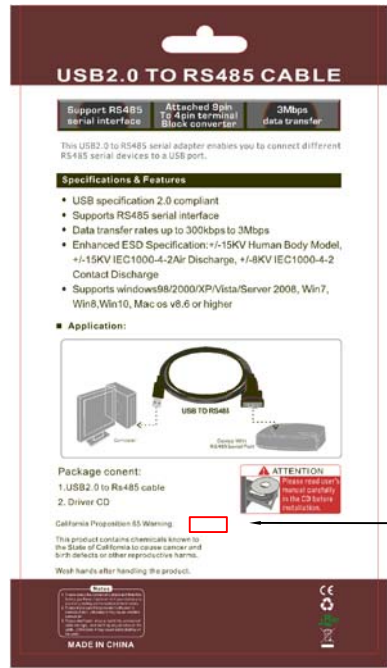 USB2.0 TO RS485 CABLE
Support RS485
serial interface
Attached 9pin
To 4pin terminal
Block converter
3Mbps
data transfer
This USB2.0 to RS485 serial adapter enables you to connect different
RS485 serial devices to a USB port.
Specifications & Features
USB specification 2.0 compliant
Supports RS485 serial interface
Data transfer rates up to 300kbps to 3Mbps
Enhanced ESD Specification:+/-15KV Human Body Model,
+/-15KV IEC1000-4-2Air Discharge, +/-8KV IEC1000-4-2
Contact Discharge
Supports windows98/2000/XP/Vista/Server 2008, Win7,
Win8,Win10, Mac os v8.6 or higher
Application:
USB TO RS485
Computer
Device With
RS485 Serial Port
Package conent:
1.USB2.0 to Rs485 cable
2. Driver CD
ATTENTION
Please read user's
manual carefully
in the CD before
installation.
California Proposition 65 Warning
This product contains chemicals known to
the State of California to cause cancer and
birth defects or other reproductive harms.
Wash hands after handling the product.
Notes
MADE IN CHINA
CE